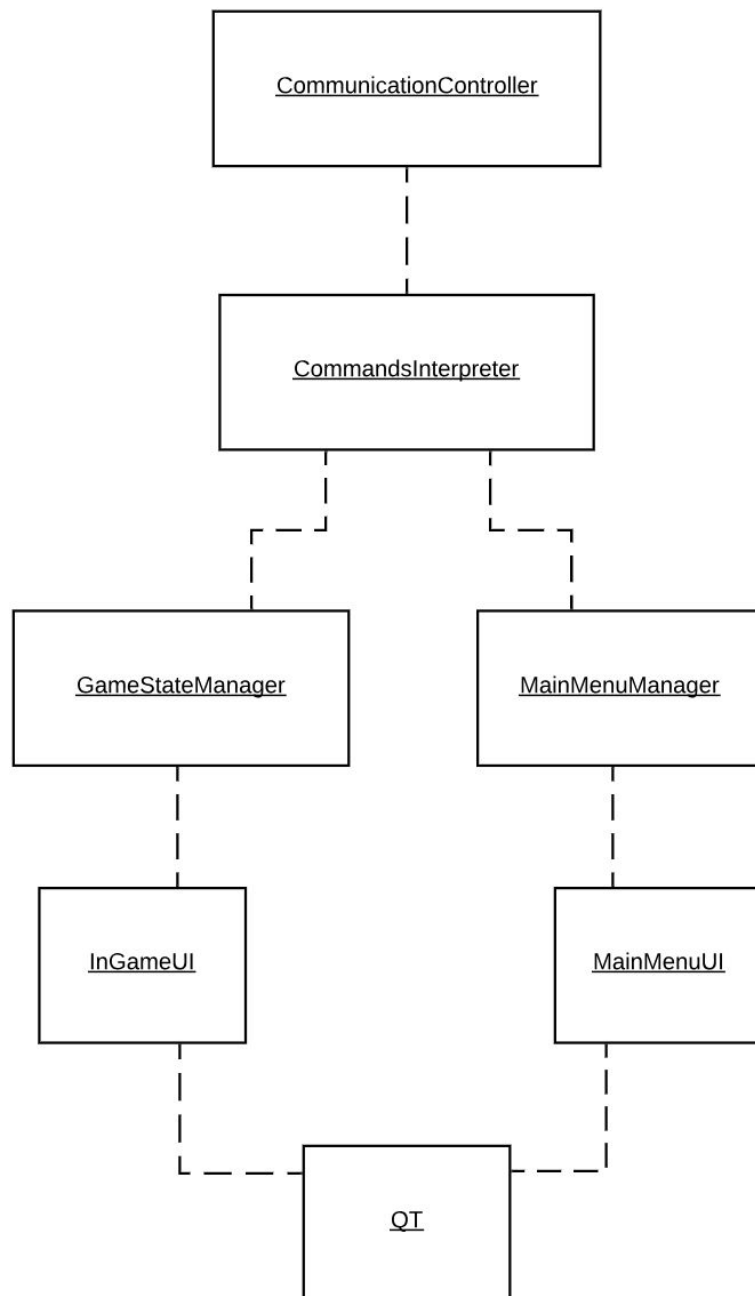 CommunicationController
CommandsInterpreter
GameStateManager
MainMenuManager
InGameUI
MainMenuUI
QT